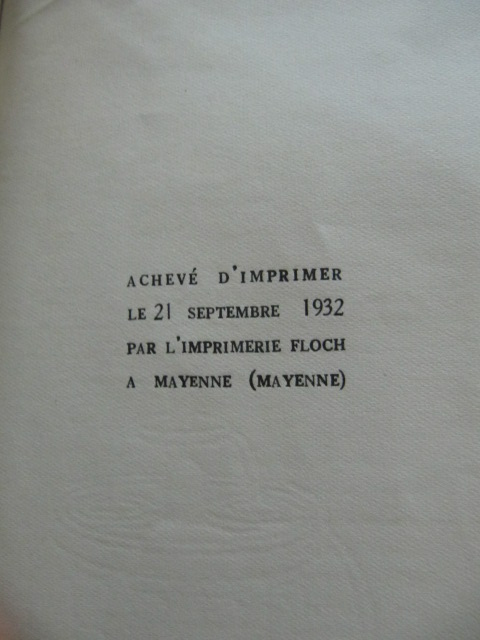 ACHEVÉ D'IMPRIMER
LE 21 SEPTEMBRE 1932
PAR L'IMPRIMERIE FLOCH
A MAYENNE (MAYENNE)